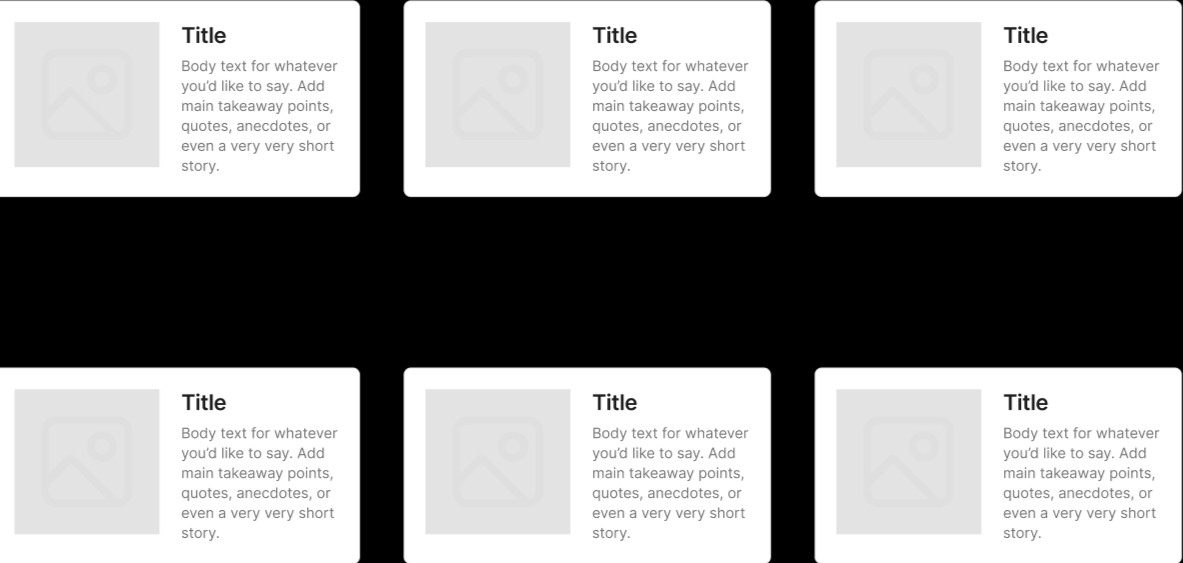 Title
Body text for whatever
you’d like to say. Add
main takeaway points,
quotes, anecdotes, or
even a very very short
story.
Title
Body text for whatever
you’d like to say. Add
main takeaway points,
quotes, anecdotes, or
even a very very short
story.
Title
Body text for whatever
you’d like to say. Add
main takeaway points,
quotes, anecdotes, or
even a very very short
story.
Title
Body text for whatever
you’d like to say. Add
main takeaway points,
quotes, anecdotes, or
even a very very short
story.
Title
Body text for whatever
you’d like to say. Add
main takeaway points,
quotes, anecdotes, or
even a very very short
story.
Title
Body text for whatever
you’d like to say. Add
main takeaway points,
quotes, anecdotes, or
even a very very short
story.